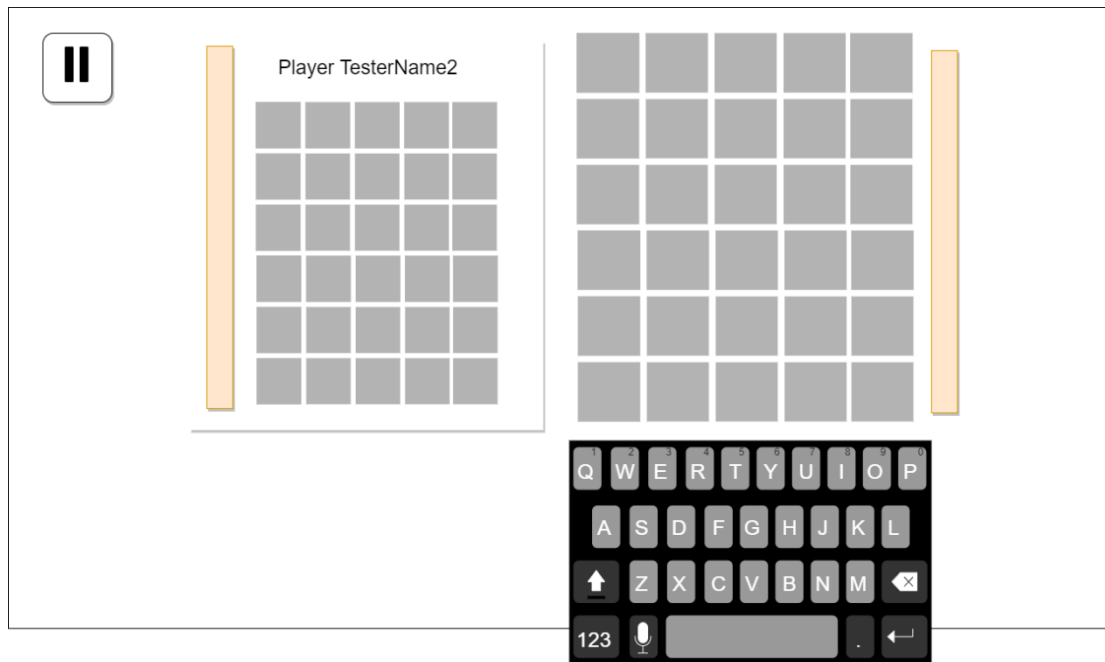 Player TesterName2
1 2 3 4 5 6 7 8 9 0
Q W E R T Y U I O P
A S D F G H J K L
Z X C V B N M
123 .